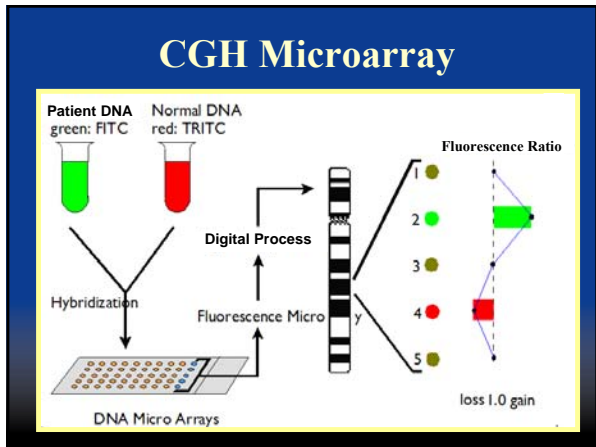 CGH Microarray
Patient DNA
green: FITC
Normal DNA
red: TRITC
Fluorescence Ratio
1
2
3
4
5
Digital Process
Hybridization
Fluorescence Micro
y
DNA Micro Arrays
loss 1.0 gain